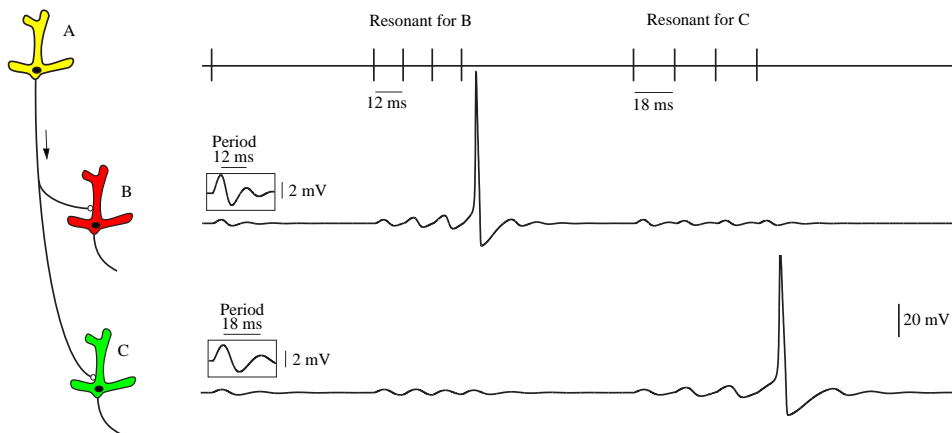 Resonant for B
Resonant for C
A
12 ms
18 ms
Period
12 ms
2 mV
B
Period
18 ms
2 mV
20 mV
C